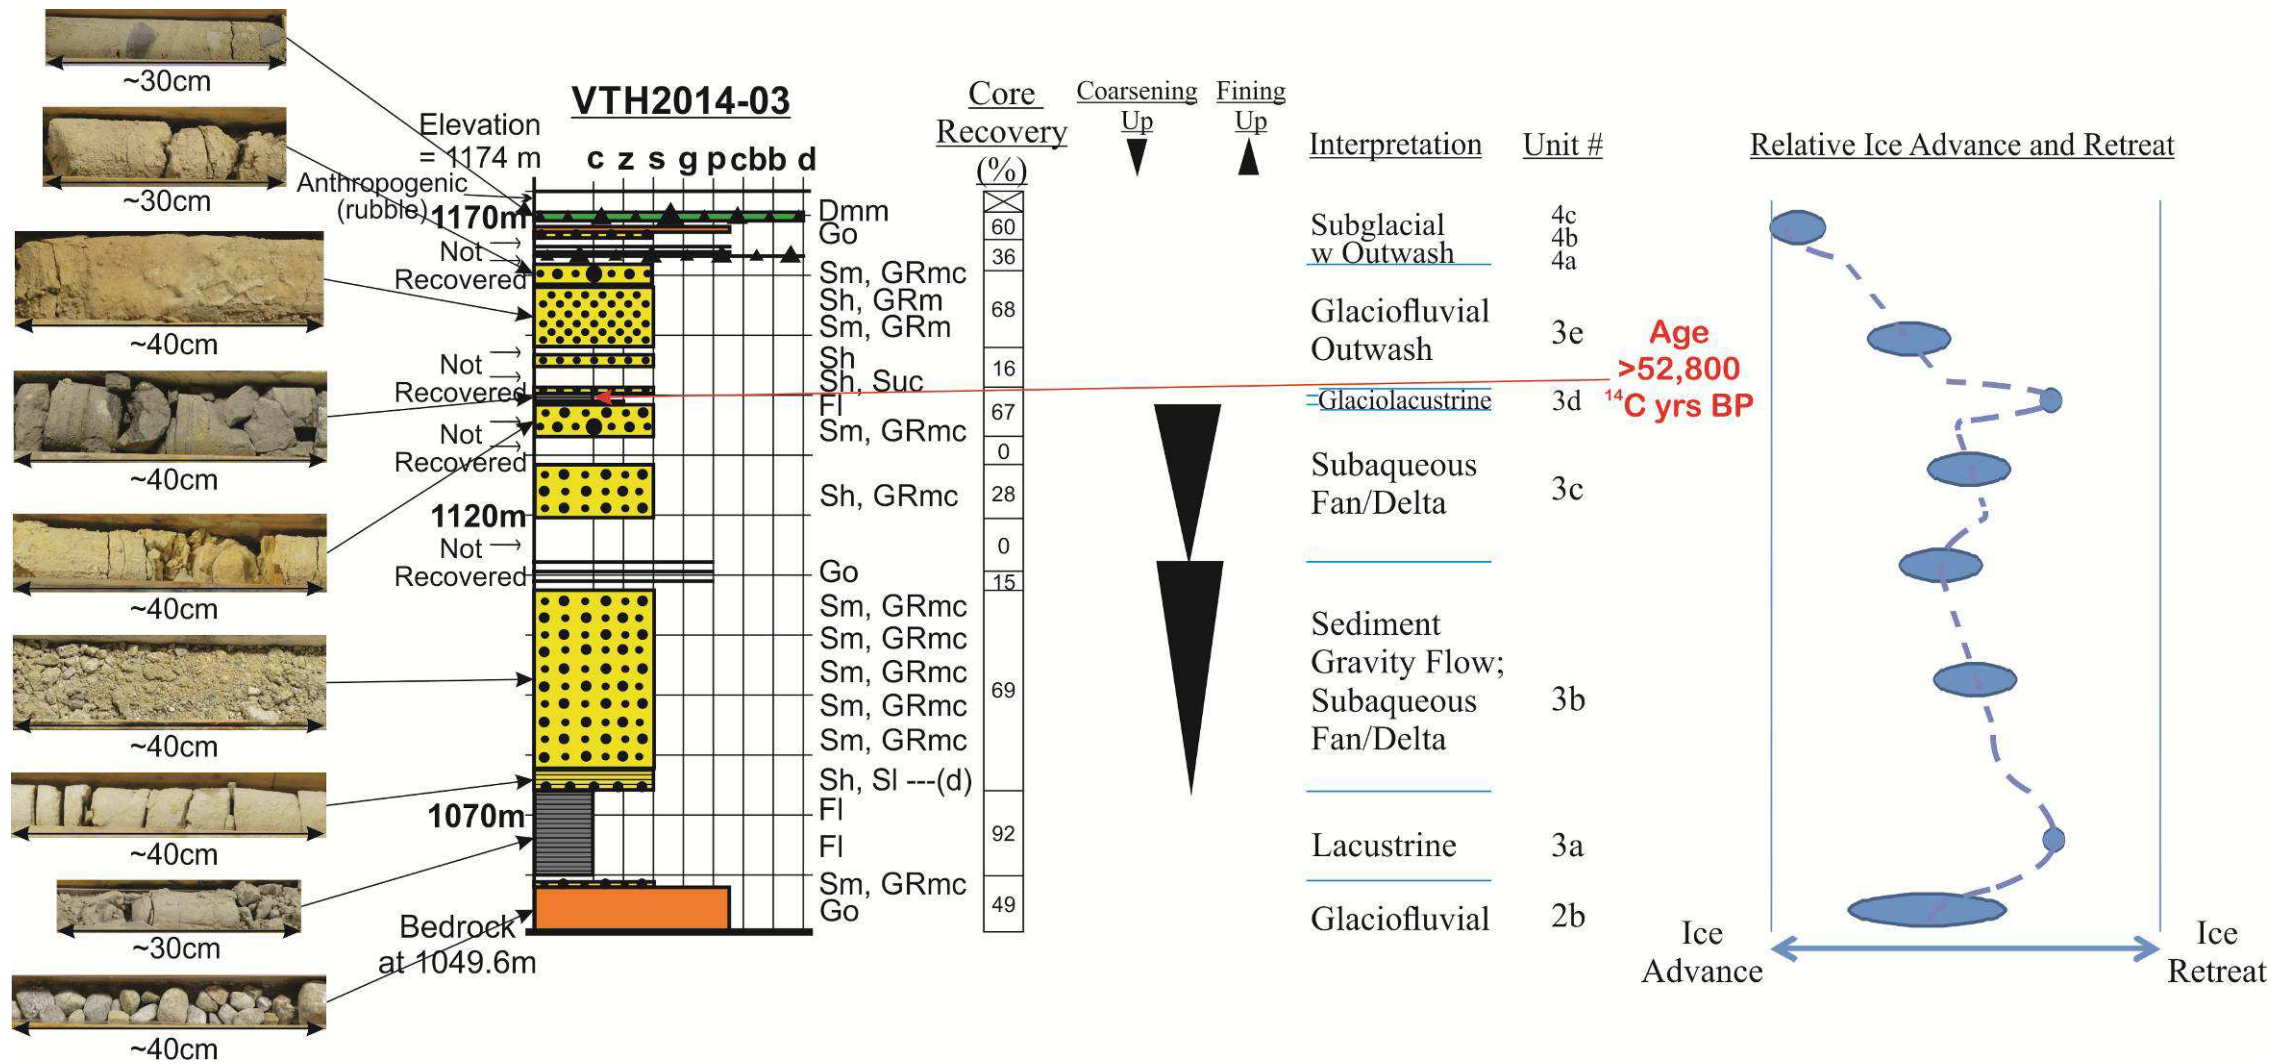 ~30cm
~30cm
~40cm
~40cm
~40cm
~40cm
~40cm
~30cm
~40cm
VTH2014-03
Elevation
= 1174 m
c z s g p cbb d
Anthropogenic
(rubble)
1170m
Not
Recovered
Not
Recovered
Not
Recovered
1120m
Not
Recovered
1070m
Bedrock
at 1049.6m
Dmm
Go
Sm, GRmc
Sh, GRm
Sm, GRm
Sh
Sh, Suc
Fl
Sm, GRmc
Sh, GRmc
Go
Sm, GRmc
Sm, GRmc
Sm, GRmc
Sm, GRmc
Sm, GRmc
Sh, Sl ---(d)
Fl
Fl
Sm, GRmc
Go
Core
Recovery
(%)
60
36
68
16
67
0
28
0
15
69
92
49
Coarsening
Up
Fining
Up
Interpretation
Subglacial
w Outwash
Glaciofluvial
Outwash
Glaciolacustrine
Subaqueous
Fan/Delta
Sediment
Gravity Flow;
Subaqueous
Fan/Delta
Lacustrine
Glaciofluvial
Unit #
4c
4b
4a
3e
3d
3c
3b
3a
2b
Age
>52,800
¹⁴C yrs BP
Relative Ice Advance and Retreat
Ice
Advance
Ice
Retreat